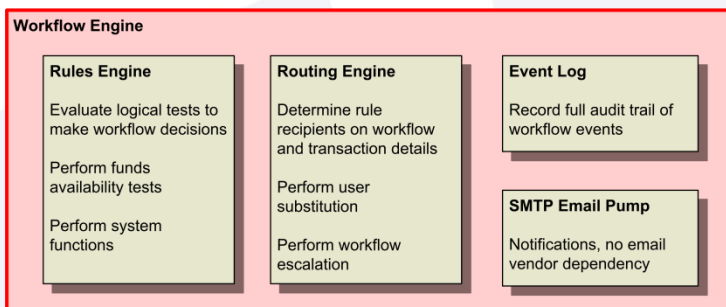 Workflow Engine
Rules Engine
Evaluate logical tests to
make workflow decisions
Perform funds
availability tests
Perform system
functions
Routing Engine
Determine rule
recipients on workflow
and transaction details
Perform user
substitution
Perform workflow
escalation
Event Log
Record full audit trail of
workflow events
SMTP Email Pump
Notifications, no email
vendor dependency